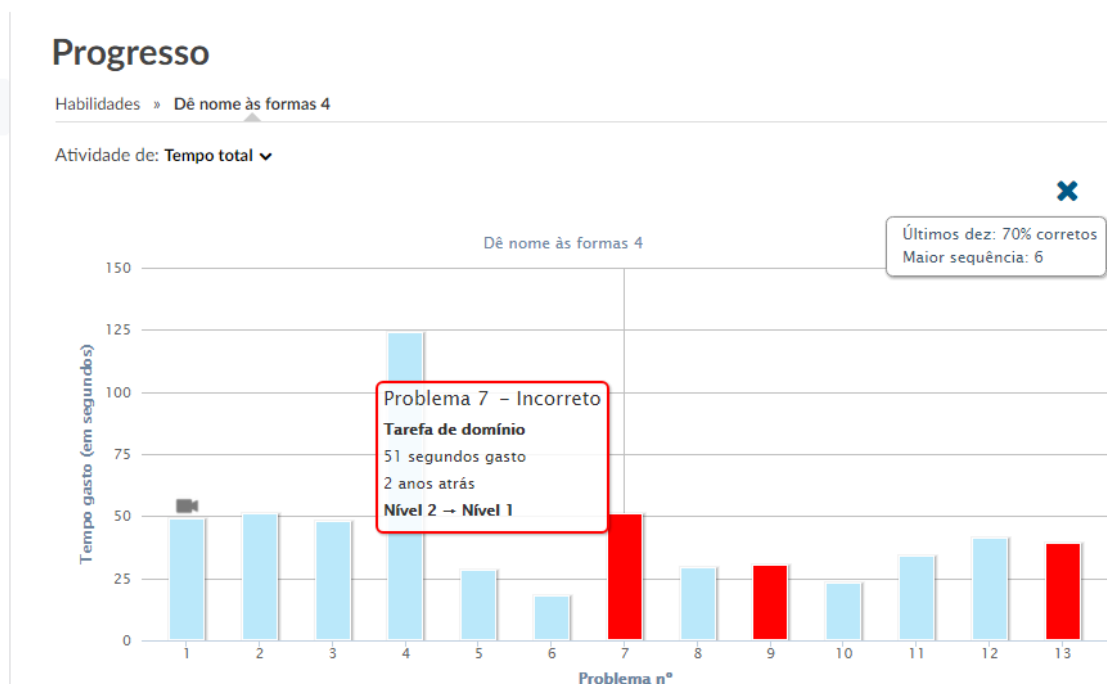 Progresso
Habilidades » Dê nome às formas 4
Atividade de: Tempo total
Últimos dez: 70% corretos
Maior sequência: 6
Dê nome às formas 4
Tempo gasto (em segundos)
150
125
100
75
50
25
0
Problema 7 – Incorreto
Tarefa de domínio
51 segundos gasto
2 anos atrás
Nível 2 → Nível 1
1 2 3 4 5 6 7 8 9 10 11 12 13
Problema nº